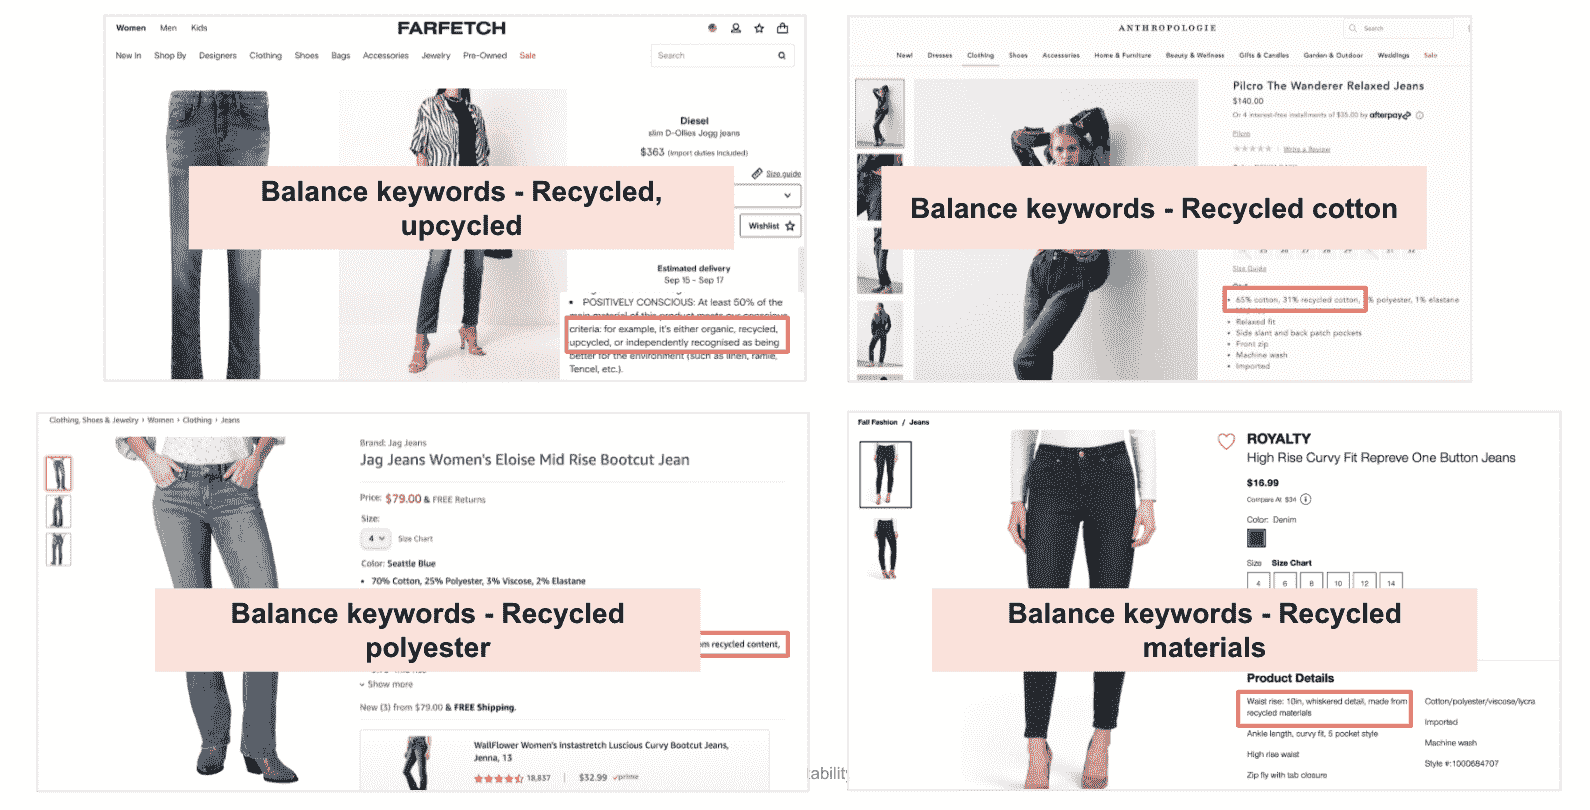 Women Men Kids
FARFETCH
New In Shop By Designers Clothing Shoes Bags Accessories Jewelry Pre-Owned Sale
Search
Diesel
slim D-Ollies Jogg jeans
$363 (Import duties included)
Size guide
Balance keywords - Recycled,
upcycled
Wishlist
Estimated delivery
Sep 15 - Sep 17
• POSITIVELY CONSCIOUS: At least 50% of the
main material of this product meets our conscious
criteria: for example, it's either organic, recycled,
upcycled, or independently recognised as being
better for the environment (such as linen, ramie,
Tencel, etc.).
ANTHROPOLOGIE
Search
New! Dresses Clothing Shoes Accessories Home & Furniture Beauty & Wellness Gifts & Candles Garden & Outdoor Weddings Sale
Pilcro The Wanderer Relaxed Jeans
$140.00
Or 4 interest-free installments of $35.00 by afterpay
Pilcro
Write a Review
Balance keywords - Recycled cotton
Size Guide
• 65% cotton, 31% recycled cotton, % polyester, 1% elastane
• Relaxed fit
• Side slant and back patch pockets
• Front zip
• Machine wash
• Imported
Clothing, Shoes & Jewelry › Women › Clothing › Jeans
Brand: Jag Jeans
Jag Jeans Women's Eloise Mid Rise Bootcut Jean
Price: $79.00 & FREE Returns
Size:
4 Size Chart
Color: Seattle Blue
• 70% Cotton, 25% Polyester, 3% Viscose, 2% Elastane
Balance keywords - Recycled
polyester
om recycled content,
Show more
New (3) from $79.00 & FREE Shipping.
WallFlower Women's Instastretch Luscious Curvy Bootcut Jeans,
Jenna, 13
18,837 $32.99 prime
Fall Fashion / Jeans
ROYALTY
High Rise Curvy Fit Repreve One Button Jeans
$16.99
Compare At $34
Color: Denim
Size Size Chart
4 6 8 10 12 14
Balance keywords - Recycled
materials
Product Details
Waist rise: 10in, whiskered detail, made from
recycled materials
Ankle length, curvy fit, 5 pocket style
High rise waist
Zip fly with tab closure
Cotton/polyester/viscose/lycra
Imported
Machine wash
Style #:1000684707
tability